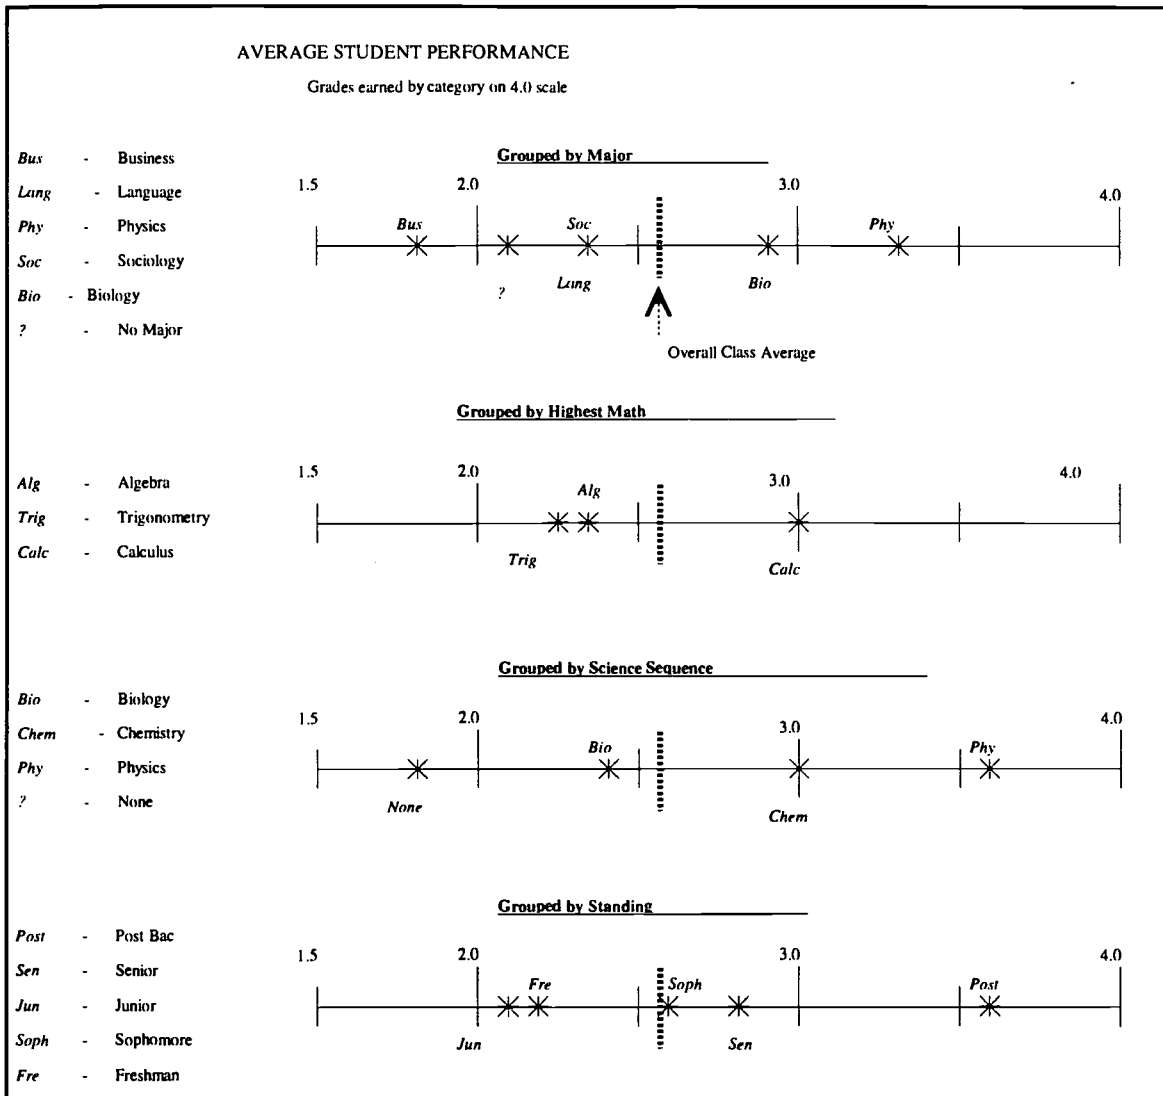 AVERAGE STUDENT PERFORMANCE
Grades earned by category on 4.0 scale
Grouped by Major
Bus - Business
Lang - Language
Phy - Physics
Soc - Sociology
Bio - Biology
? - No Major
1.5 2.0 3.0 4.0
Bus Soc Phy
? Lang Bio
Overall Class Average
Grouped by Highest Math
Alg - Algebra
Trig - Trigonometry
Calc - Calculus
1.5 2.0 3.0 4.0
Alg
Trig Calc
Grouped by Science Sequence
Bio - Biology
Chem - Chemistry
Phy - Physics
? - None
1.5 2.0 3.0 4.0
Bio Phy
None Chem
Grouped by Standing
Post - Post Bac
Sen - Senior
Jun - Junior
Soph - Sophomore
Fre - Freshman
1.5 2.0 3.0 4.0
Fre Soph Post
Jun Sen